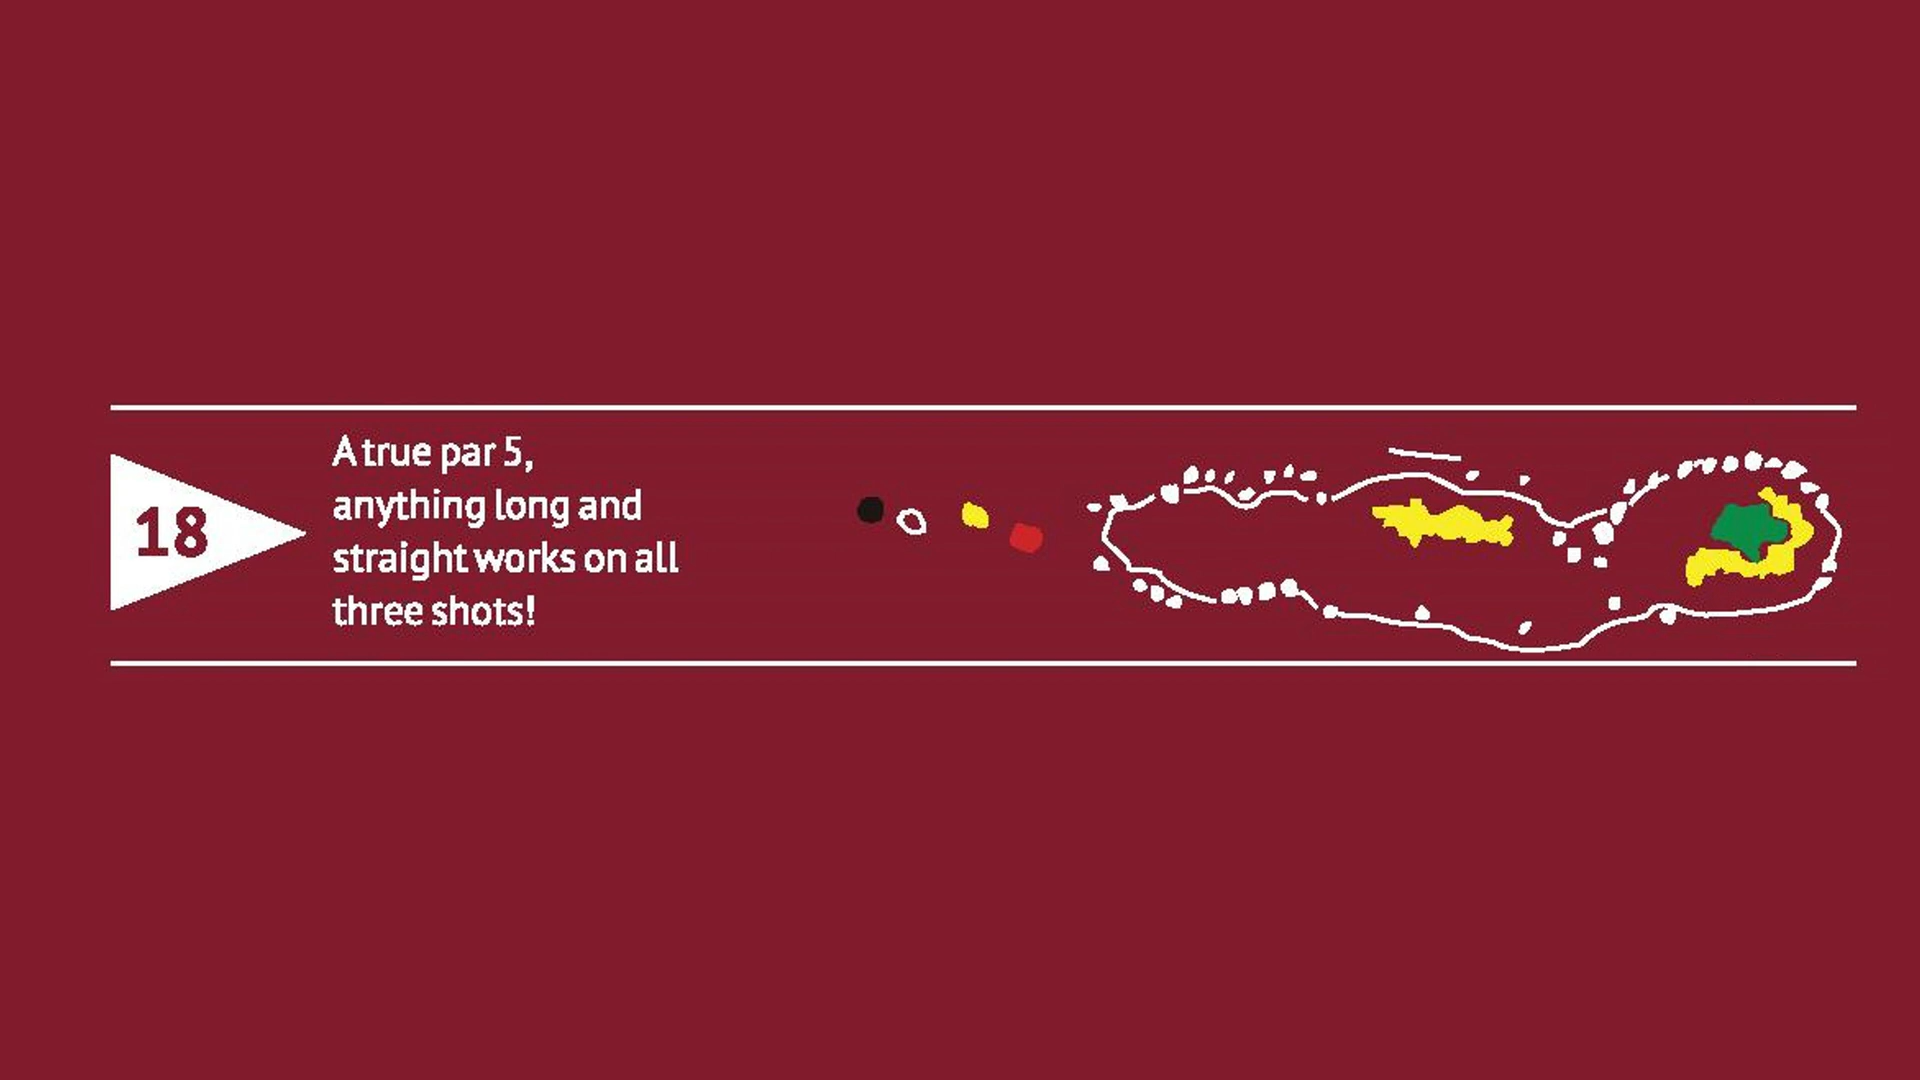 18
A true par 5,
anything long and
straight works on all
three shots!